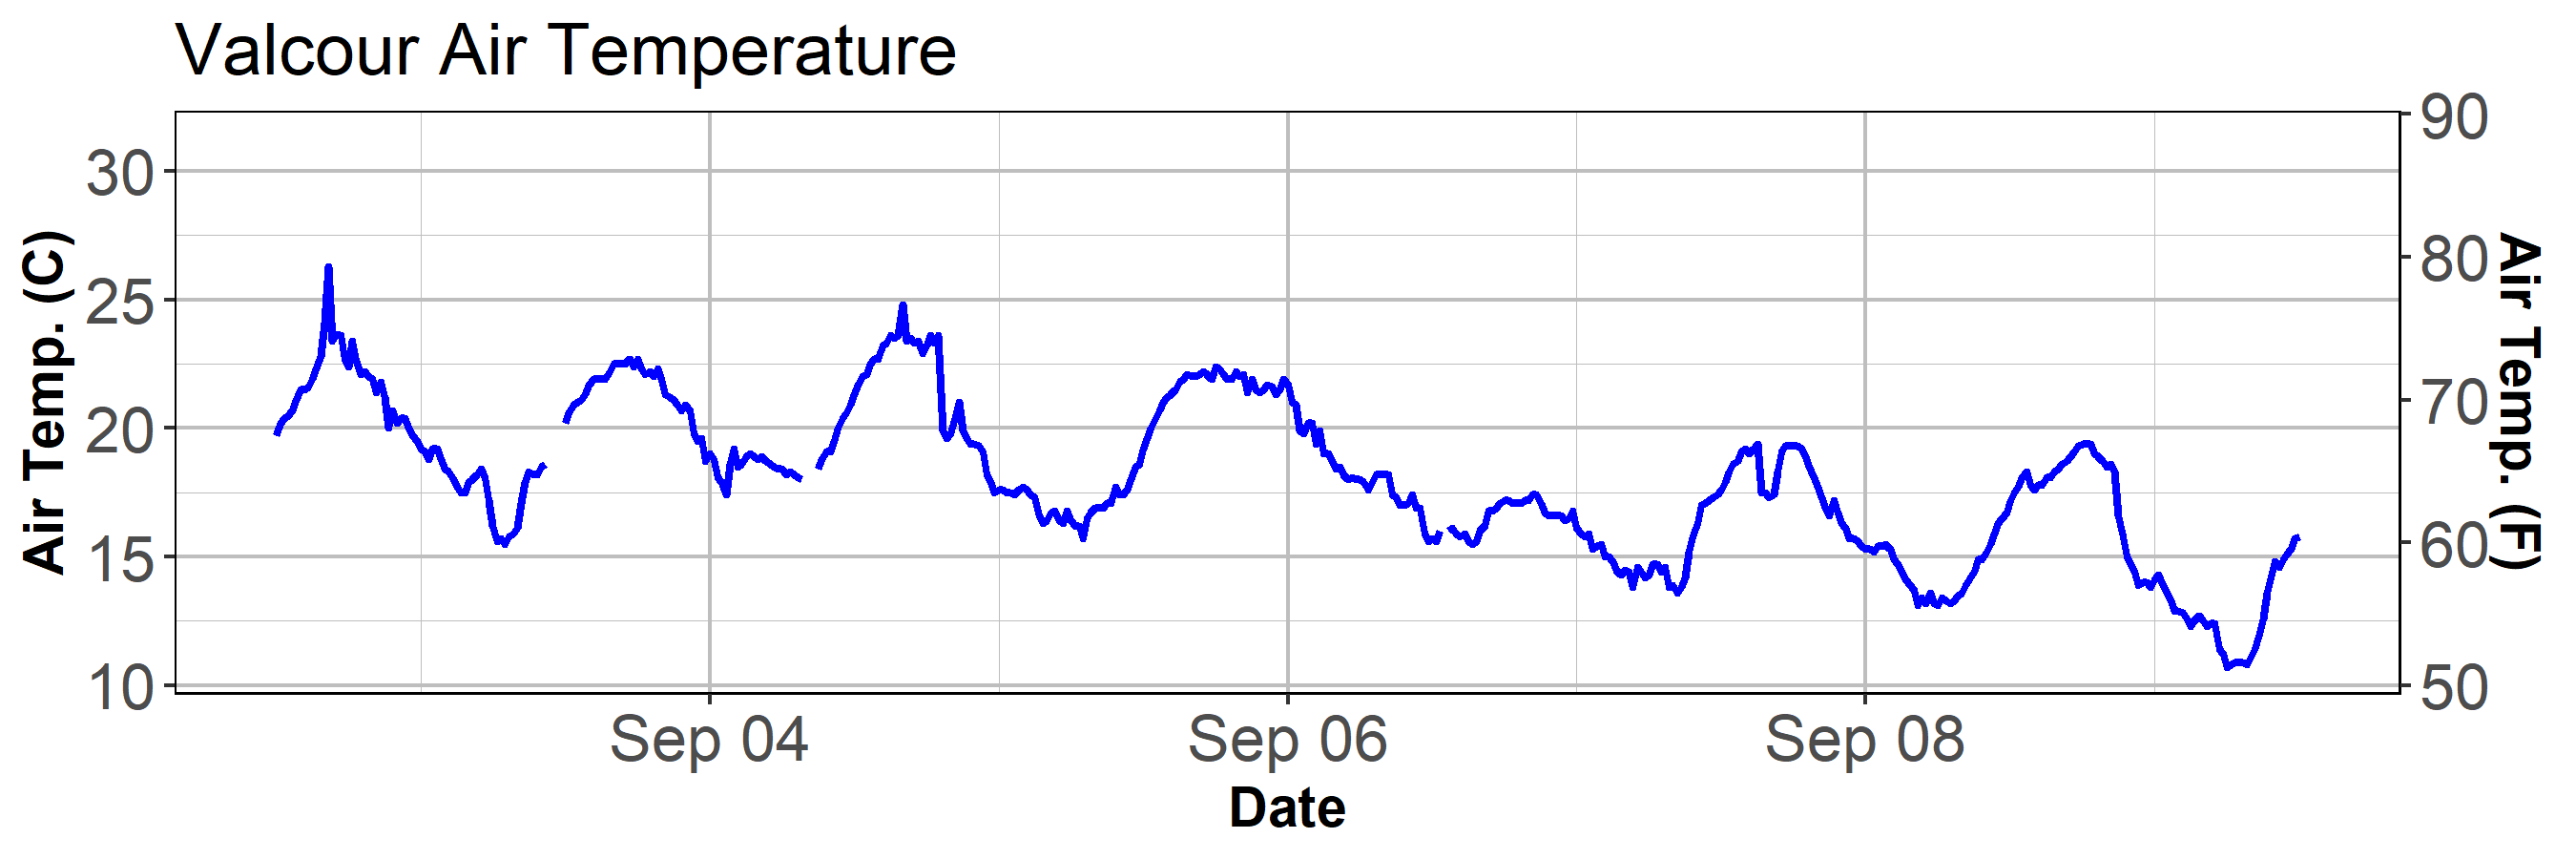 Valcour Air Temperature
Air Temp. (C)
30
25
20
15
10
90
80
70
60
50
Air Temp. (F)
Sep 04
Sep 06
Sep 08
Date